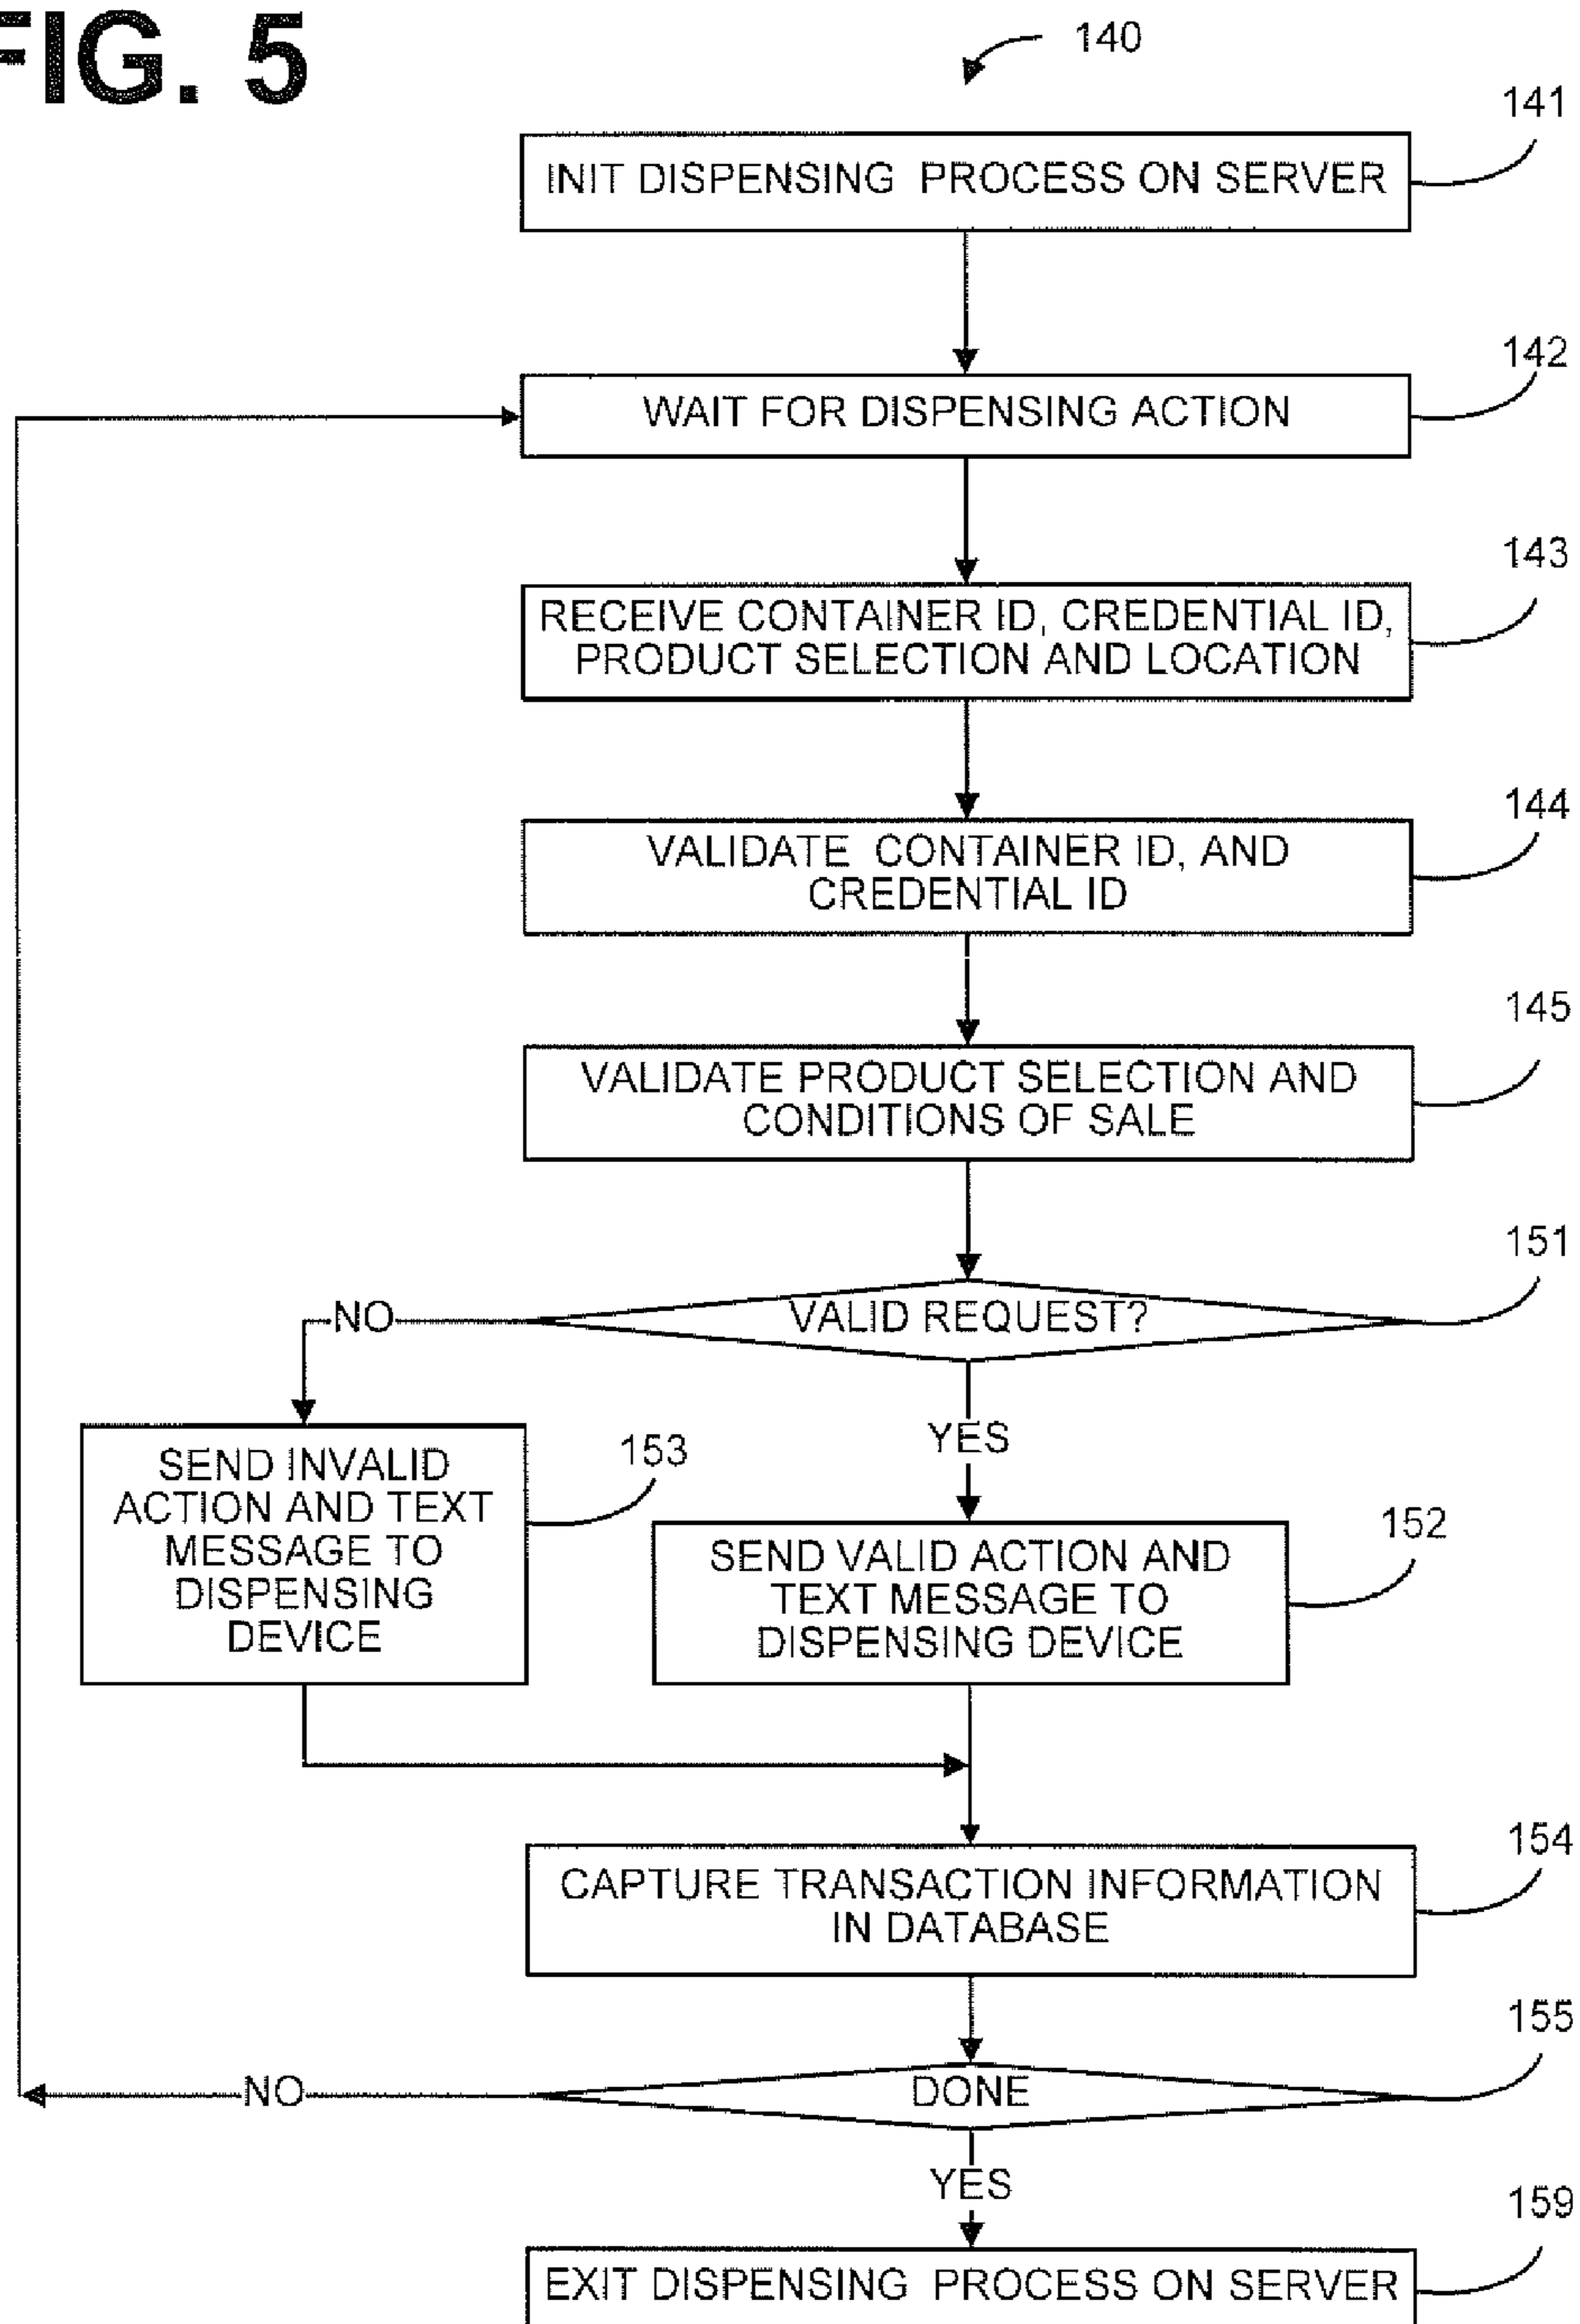 FIG. 5
140
141
INIT DISPENSING PROCESS ON SERVER
142
WAIT FOR DISPENSING ACTION
143
RECEIVE CONTAINER ID, CREDENTIAL ID,
PRODUCT SELECTION AND LOCATION
144
VALIDATE CONTAINER ID, AND
CREDENTIAL ID
145
VALIDATE PRODUCT SELECTION AND
CONDITIONS OF SALE
151
VALID REQUEST?
NO
YES
153
SEND INVALID
ACTION AND TEXT
MESSAGE TO
DISPENSING
DEVICE
152
SEND VALID ACTION AND
TEXT MESSAGE TO
DISPENSING DEVICE
154
CAPTURE TRANSACTION INFORMATION
IN DATABASE
155
DONE
NO
YES
159
EXIT DISPENSING PROCESS ON SERVER